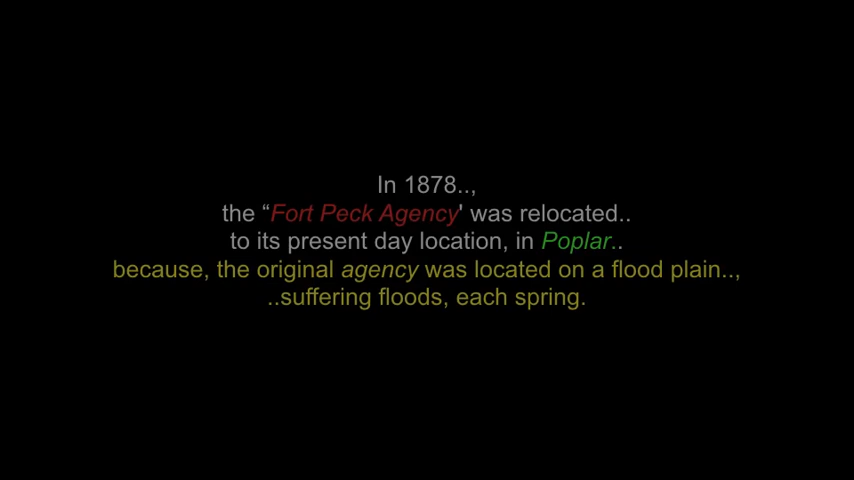 In 1878..,
the “Fort Peck Agency' was relocated..
to its present day location, in Poplar..
because, the original agency was located on a flood plain..,
..suffering floods, each spring.